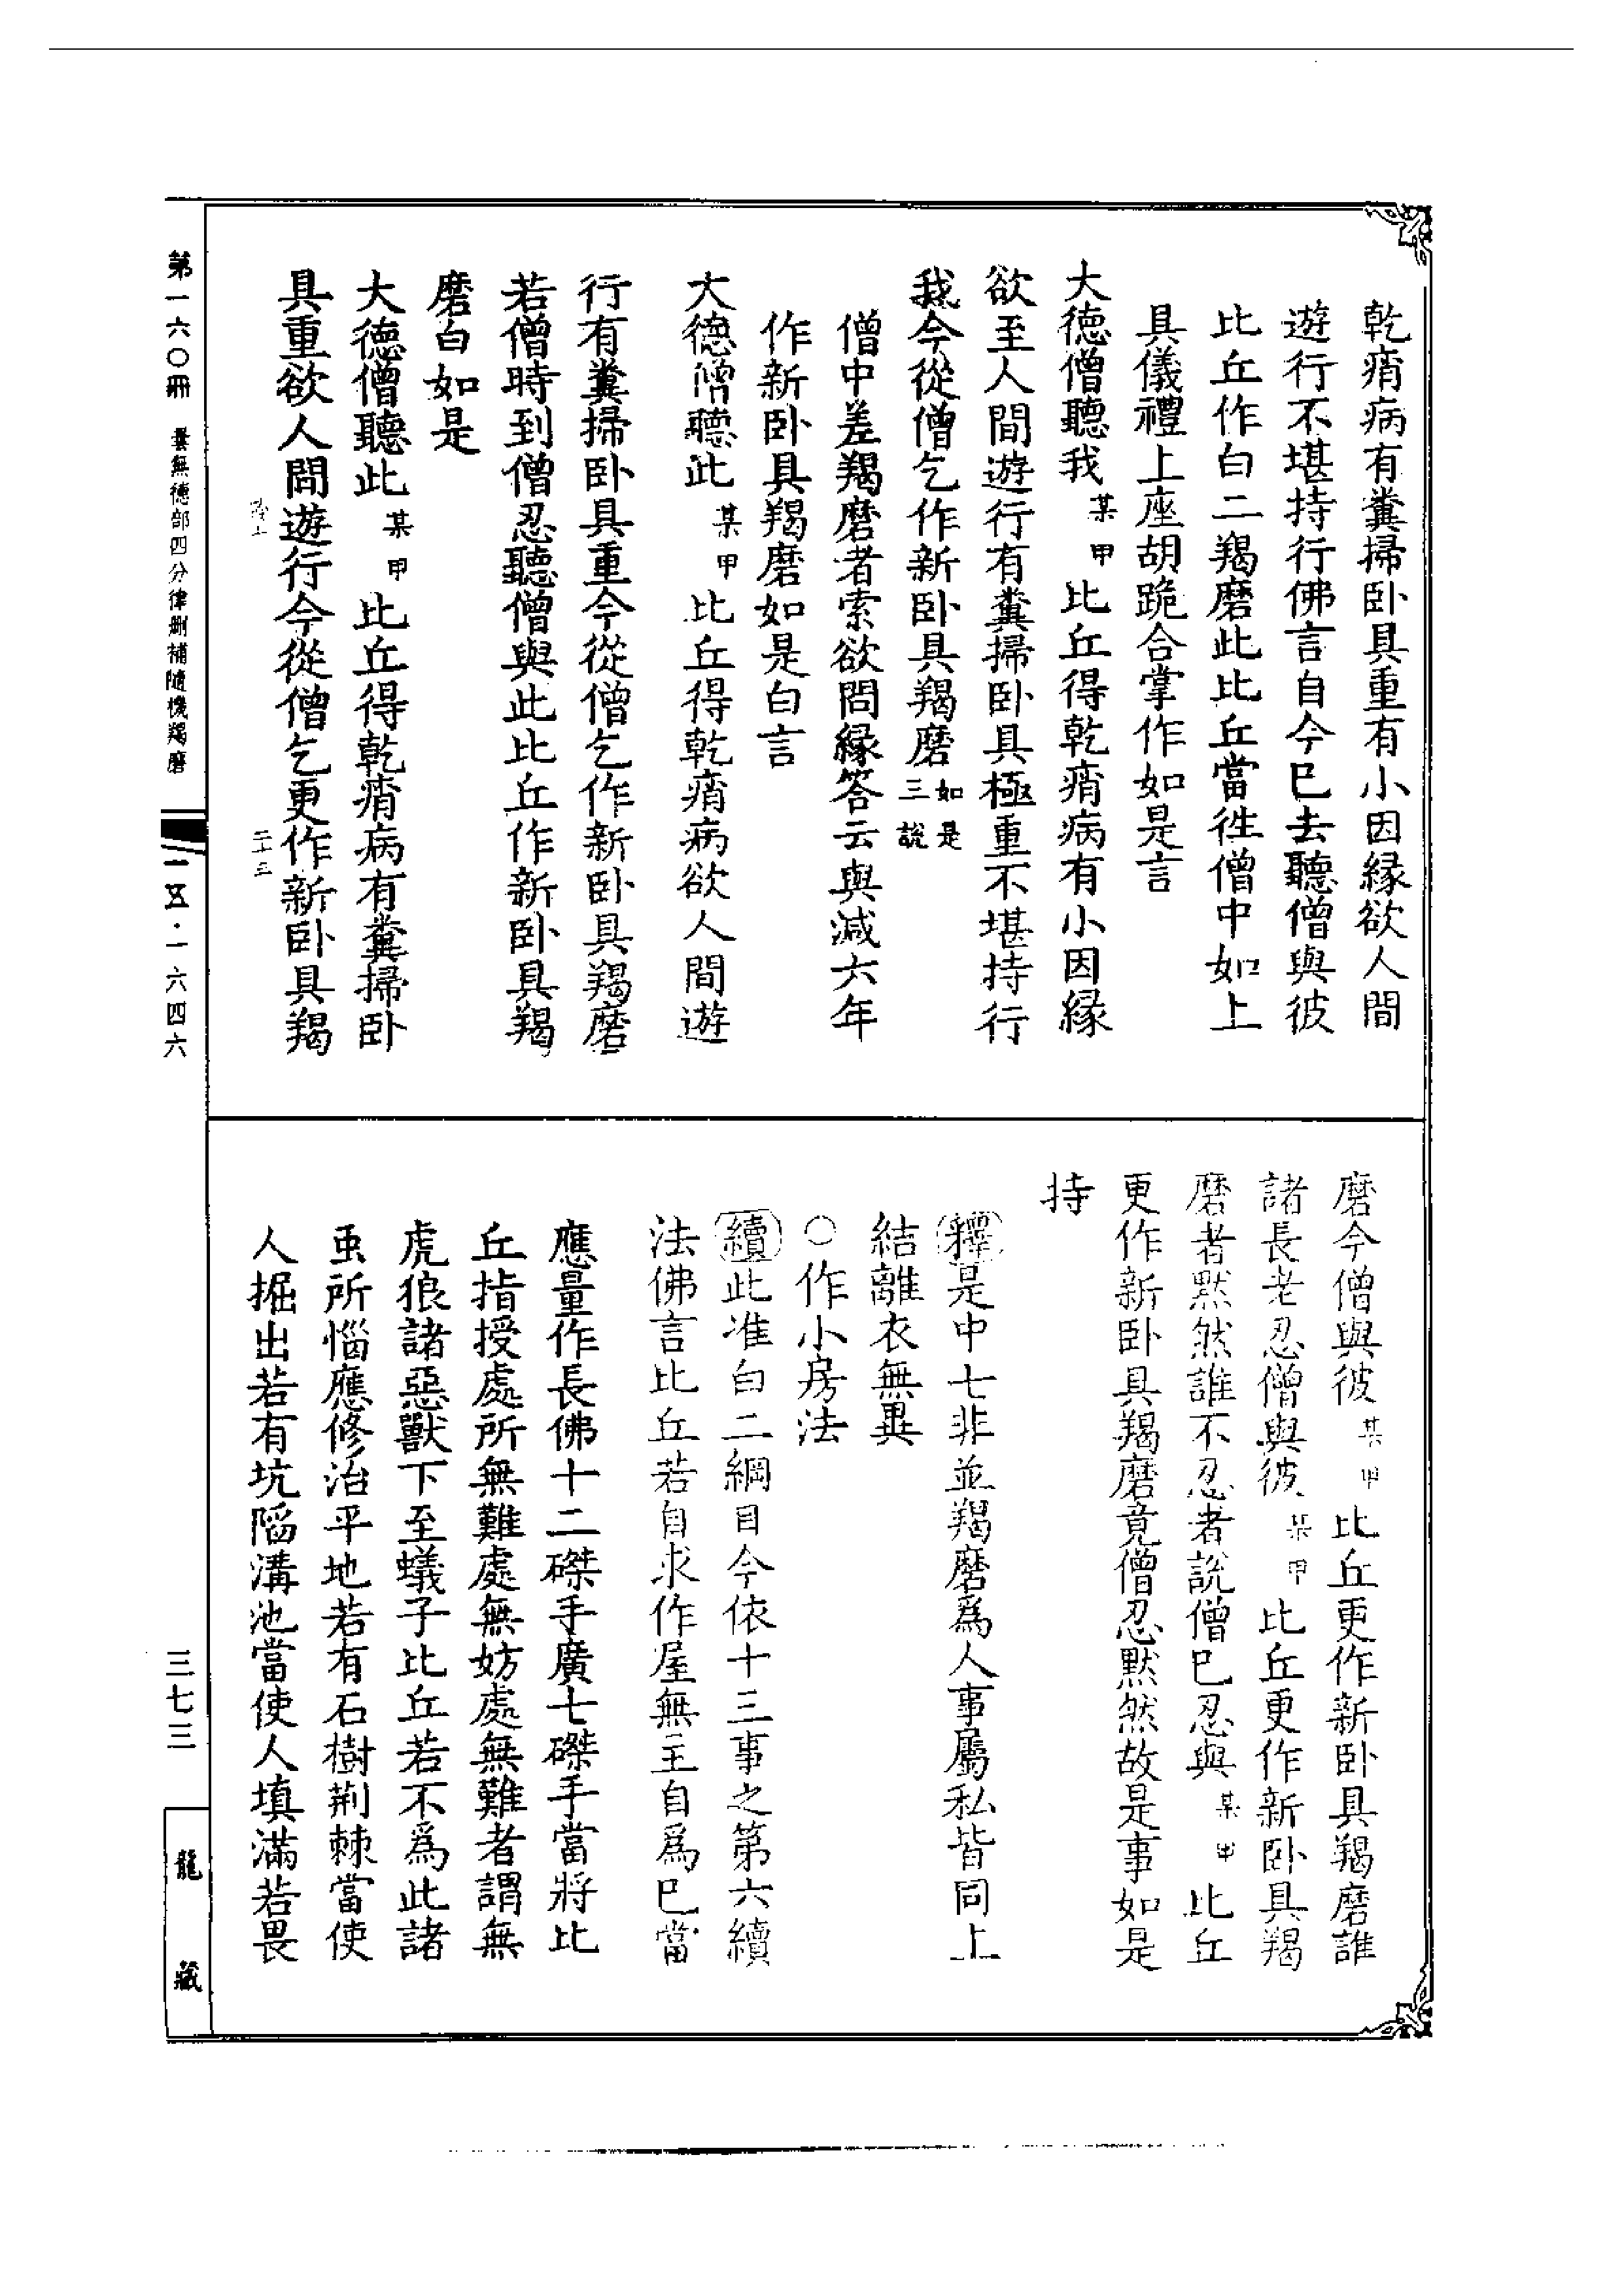 乾痟病有糞掃卧具重有小因緣欲人間
遊行不堪持行佛言自今巳去聽僧與彼
比丘作白二羯磨此比丘當徃僧中如上
具儀禮上座胡跪合掌作如是言
大德僧聽我某甲比丘得乾痟病有小因緣
欲至人間遊行有糞掃卧具極重不堪持行
我今從僧乞作新卧具羯磨如是三說
僧中差羯磨者索欲問緣答云與減六年
作新卧具羯磨如是白言
大德僧聽此某甲比丘得乾痟病欲人間遊
行有糞掃卧具重今從僧乞作新卧具羯磨
若僧時到僧忍聽僧與此比丘作新卧具羯
磨白如是
大德僧聽此某甲比丘得乾痟病有糞掃卧
具重欲人間遊行今從僧乞更作新卧具羯
磨今僧與彼某甲比丘更作新卧具羯磨誰
諸長老忍僧與彼某甲比丘更作新卧具羯
磨者默然誰不忍者說僧巳忍與某甲比丘
更作新卧具羯磨竟僧忍默然故是事如是
持
釋是中七非並羯磨爲人事屬私皆同上
結離衣無異
○作小房法
續此准白二綱目今依十三事之第六續
法佛言比丘若自求作屋無主自爲巳當
應量作長佛十二磔手廣七磔手當將比
丘指授處所無難處無妨處無難者謂無
虎狼諸惡獸下至蟻子比丘若不爲此諸
虫所惱應修治平地若有石樹荆棘當使
人掘出若有坑陷溝池當使人填滿若畏
第一六〇冊 曇無德部四分律刪補隨機羯磨
二十三
一五·一六四六
三七三
龍藏